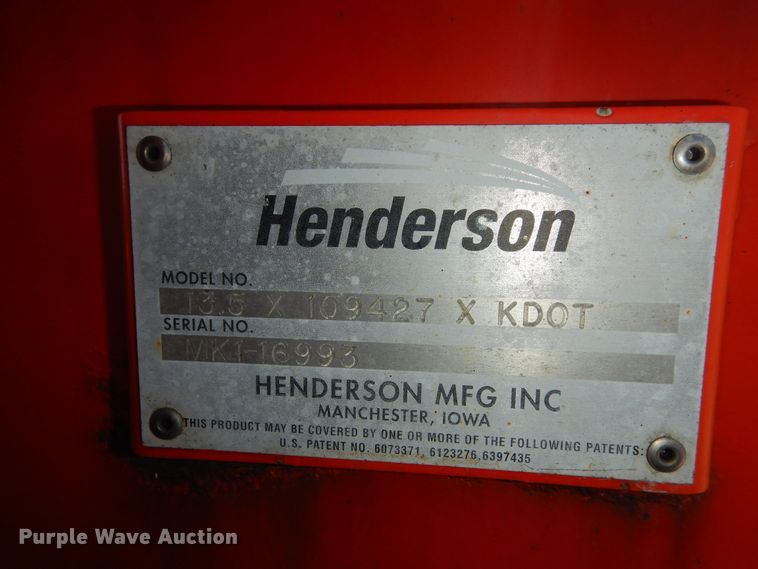 Henderson
MODEL NO.
13.5 X 109427 X KDOT
SERIAL NO.
MK1-16993
HENDERSON MFG INC
MANCHESTER, IOWA
THIS PRODUCT MAY BE COVERED BY ONE OR MORE OF THE FOLLOWING PATENTS:
U.S. PATENT NO. 6073371, 6123276,6397435
Purple Wave Auction